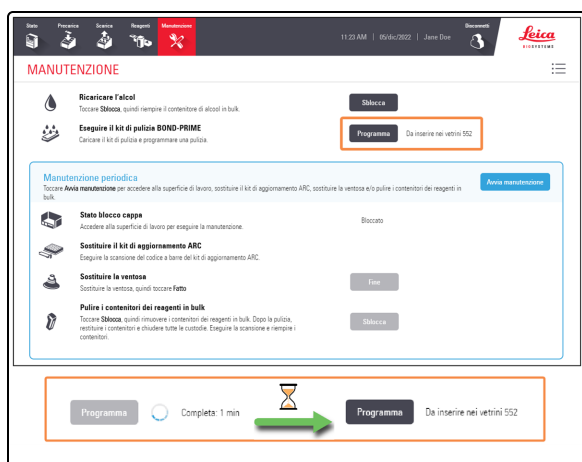 Stato Precarica Scarica Reagenti Manutenzione
11:23 AM | 05/dic/2022 | Jane Doe
Disconnetti
Leica
BIOSYSTEMS
MANUTENZIONE
Ricaricare l'alcol
Toccare Sblocca, quindi riempire il contenitore di alcool in bulk.
Sblocca
Eseguire il kit di pulizia BOND-PRIME
Caricare il kit di pulizia e programmare una pulizia.
Programma Da inserire nei vetrini 552
Manutenzione periodica
Toccare Avvia manutenzione per accedere alla superficie di lavoro, sostituire il kit di aggiornamento ARC, sostituire la ventosa e/o pulire i contenitori dei reagenti in
bulk.
Avvia manutenzione
Stato blocco cappa
Accedere alla superficie di lavoro per eseguire la manutenzione.
Bloccato
Sostituire il kit di aggiornamento ARC
Eseguire la scansione del codice a barre del kit di aggiornamento ARC.
Sostituire la ventosa
Sostituire la ventosa, quindi toccare Fatto
Fine
Pulire i contenitori dei reagenti in bulk
Toccare Sblocca, quindi rimuovere i contenitori dei reagenti in bulk. Dopo la pulizia,
restituire i contenitori e chiudere tutte le custodie. Eseguire la scansione e riempire i
contenitori.
Sblocca
Programma Completa: 1 min Programma Da inserire nei vetrini 552